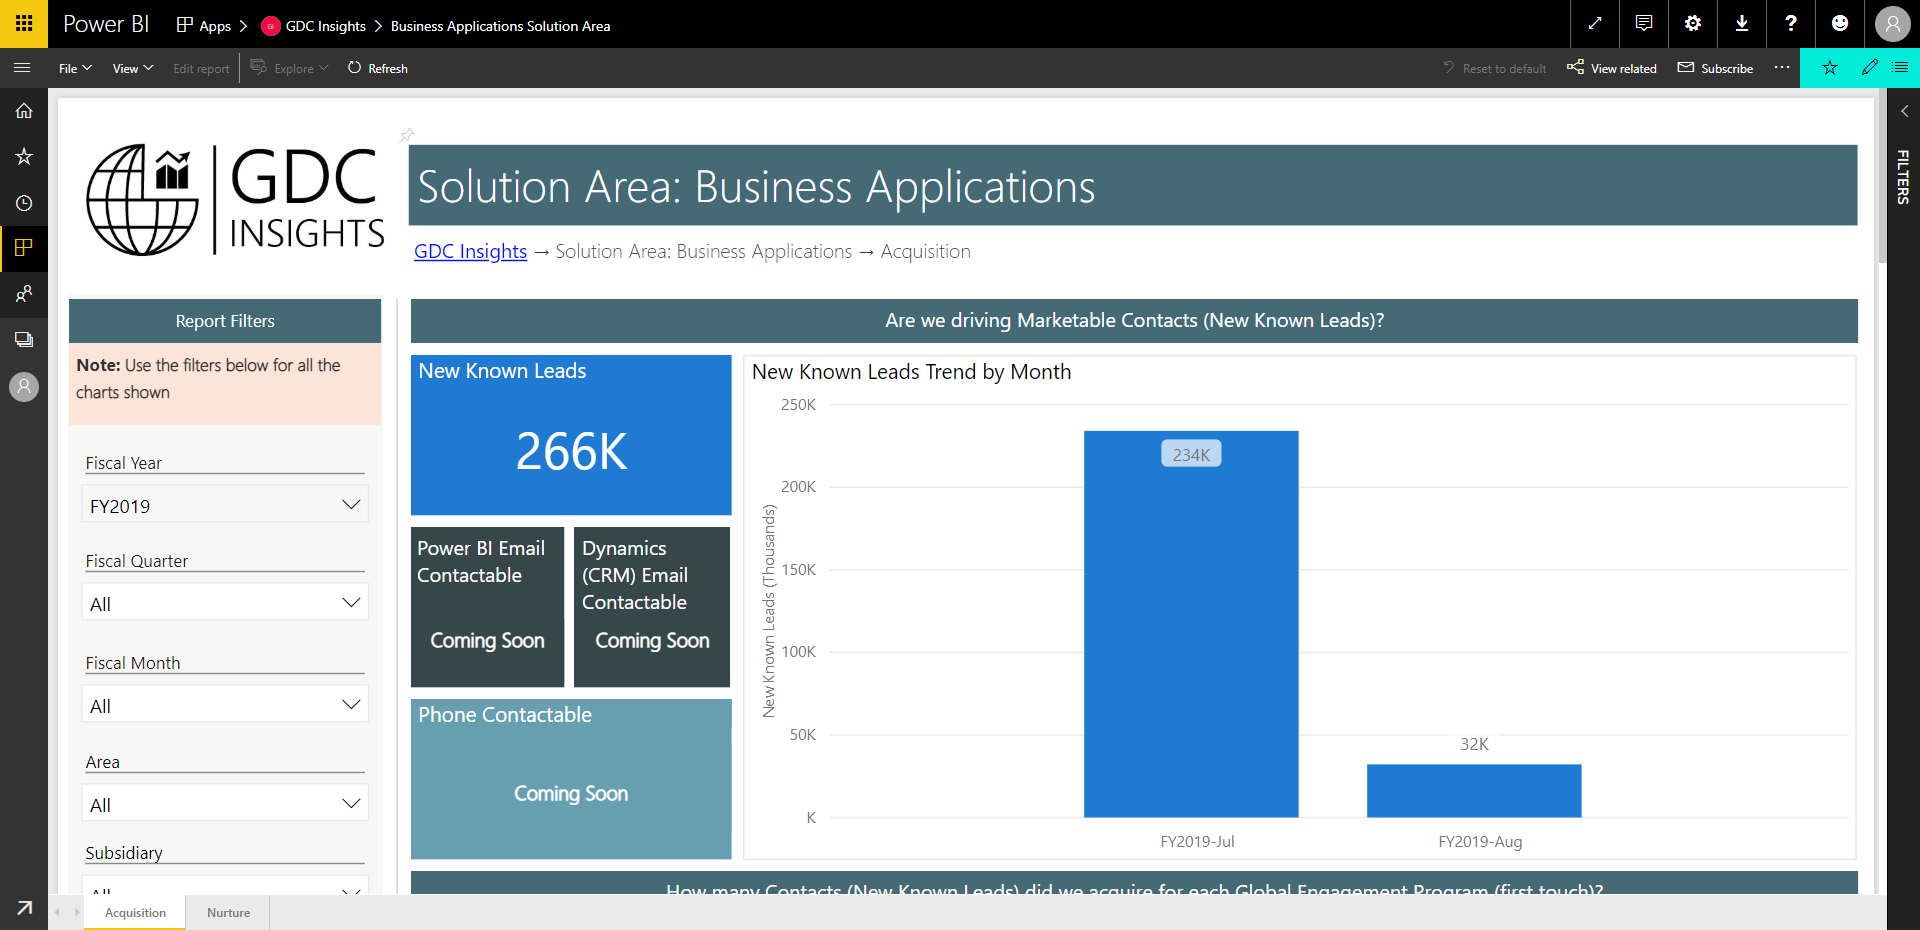 Power BI
Apps
GDC Insights
Business Applications Solution Area
File
View
Edit report
Explore
Refresh
Reset to default
View related
Subscribe
GDC
INSIGHTS
Solution Area: Business Applications
GDC Insights → Solution Area: Business Applications → Acquisition
FILTERS
Report Filters
Note: Use the filters below for all the
charts shown
Fiscal Year
FY2019
Fiscal Quarter
All
Fiscal Month
All
Area
All
Subsidiary
All
Are we driving Marketable Contacts (New Known Leads)?
New Known Leads
266K
Power BI Email
Contactable
Coming Soon
Dynamics
(CRM) Email
Contactable
Coming Soon
Phone Contactable
Coming Soon
New Known Leads Trend by Month
New Known Leads (Thousands)
250K
200K
150K
100K
50K
K
234K
32K
FY2019-Jul
FY2019-Aug
How many Contacts (New Known Leads) did we acquire for each Global Engagement Program (first touch)?
Acquisition
Nurture